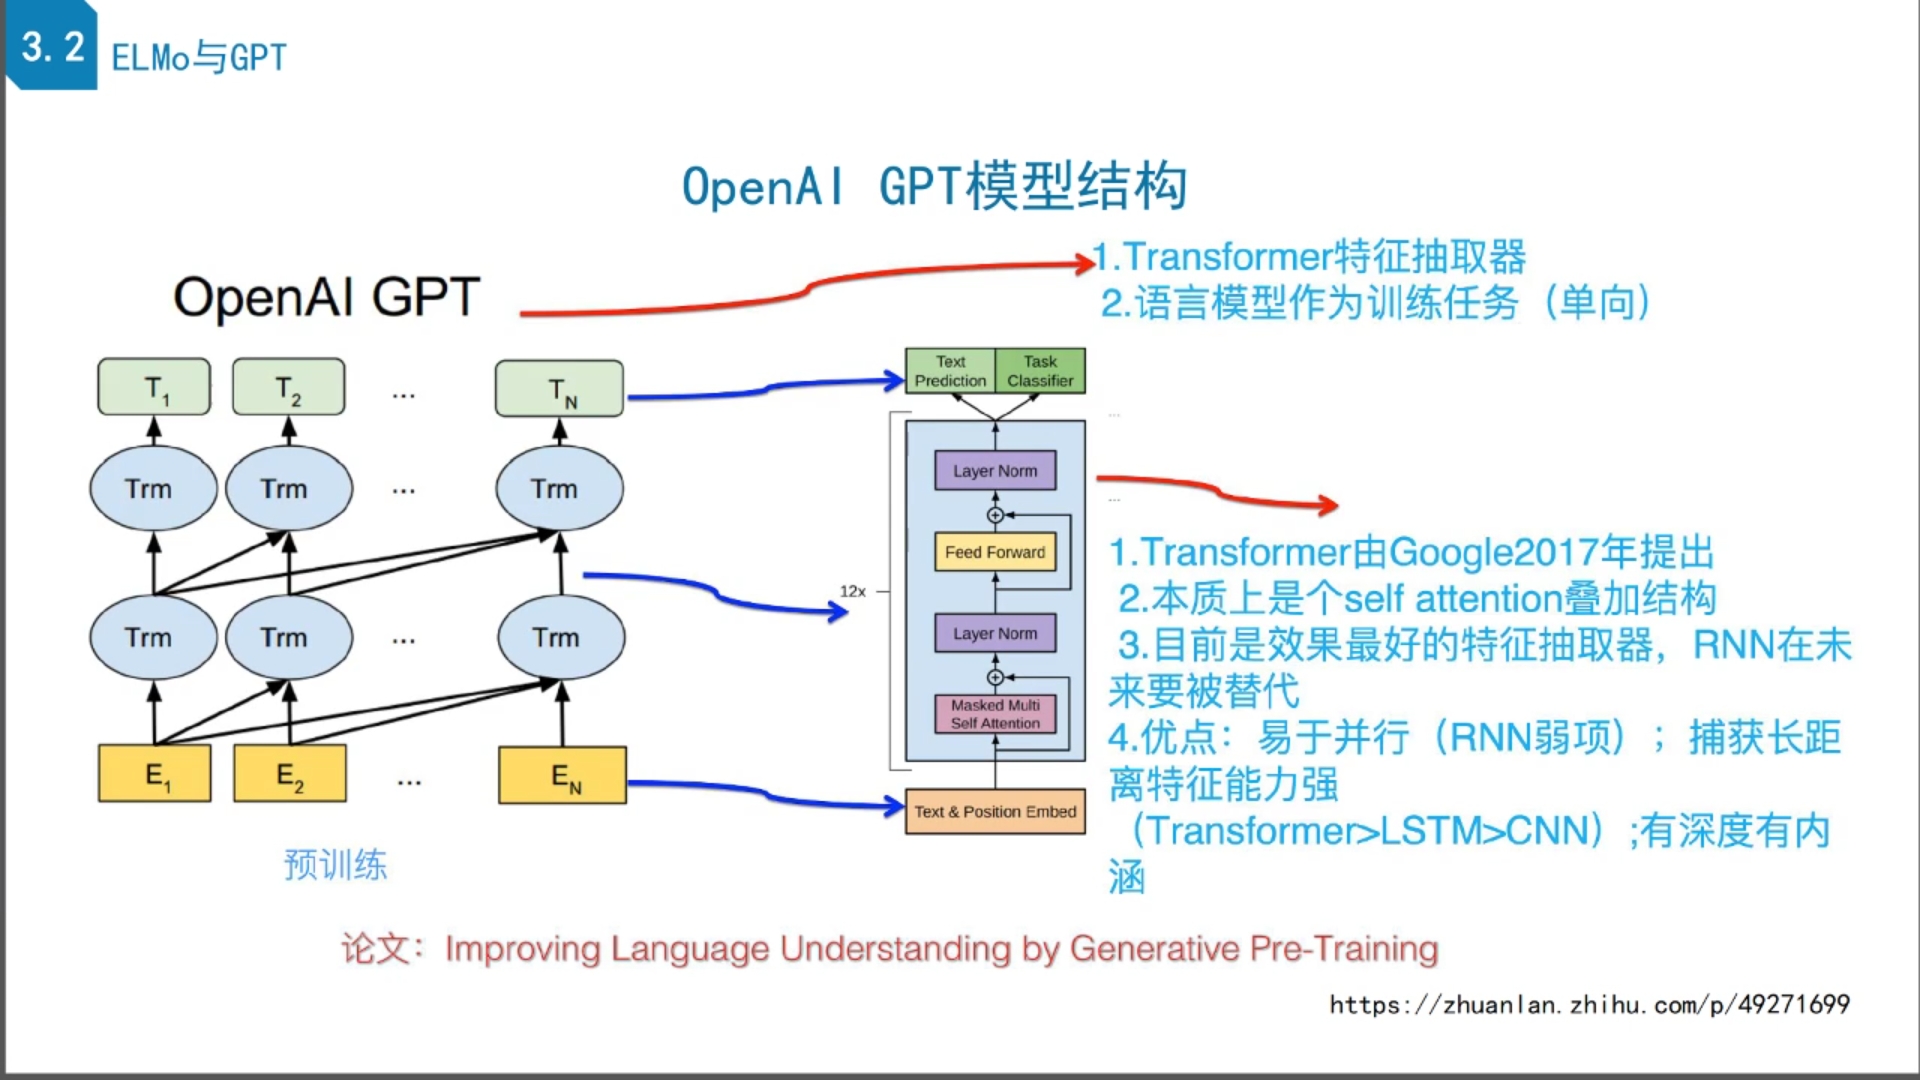 3.2
ELMo与GPT
OpenAI GPT模型结构
OpenAI GPT
1.Transformer特征抽取器
2.语言模型作为训练任务（单向）
T1 T2 ... TN
Trm Trm ... Trm
Trm Trm ... Trm
E1 E2 ... EN
预训练
Text Prediction
Task Classifier
...
Layer Norm
...
Feed Forward
12x
Layer Norm
Masked Multi Self Attention
Text & Position Embed
1.Transformer由Google2017年提出
2.本质上是个self attention叠加结构
3.目前是效果最好的特征抽取器，RNN在未
来要被替代
4.优点：易于并行（RNN弱项）；捕获长距
离特征能力强
（Transformer>LSTM>CNN）;有深度有内
涵
论文：Improving Language Understanding by Generative Pre-Training
https://zhuanlan.zhihu.com/p/49271699